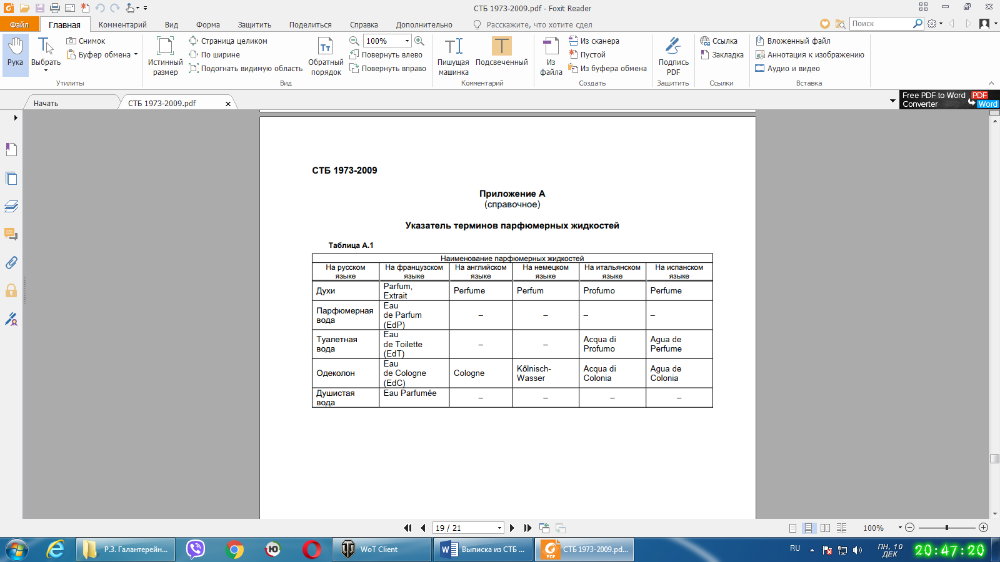 СТБ 1973-2009.pdf - Foxit Reader
Файл Главная Комментарий Вид Форма Защитить Поделиться Справка Дополнительно Расскажите, что хотите сдел Поиск
Рука
Выбрать
Снимок
Буфер обмена
Утилиты
Истинный размер
Страница целиком
По ширине
Подогнать видимую область
Обратный порядок
100%
Повернуть влево
Повернуть вправо
Вид
Пишущая машинка
Подсвеченный
Комментарий
Из файла
Из сканера
Пустой
Из буфера обмена
Создать
Подпись PDF
Защитить
Ссылка
Закладка
Ссылки
Вложенный файл
Аннотация к изображению
Аудио и видео
Вставка
Начать
СТБ 1973-2009.pdf
Free PDF to Word PDF
Converter Word
СТБ 1973-2009
Приложение А
(справочное)
Указатель терминов парфюмерных жидкостей
Таблица А.1
Наименование парфюмерных жидкостей
На русском языке На французском языке На английском языке На немецком языке На итальянском языке На испанском языке
Духи Parfum, Extrait Perfume Perfum Profumo Perfume
Парфюмерная вода Eau de Parfum (EdP) – – – –
Туалетная вода Eau de Toilette (EdT) – – Acqua di Profumo Agua de Perfume
Одеколон Eau de Cologne (EdC) Cologne Kőlnisch-Wasser Acqua di Colonia Agua de Colonia
Душистая вода Eau Parfumée – – – –
19 / 21
100%
Р.З. Галантерейн...
WoT Client
Выписка из СТБ ...
СТБ 1973-2009.pd...
RU
ПН, 10
ДЕК
20:47:20